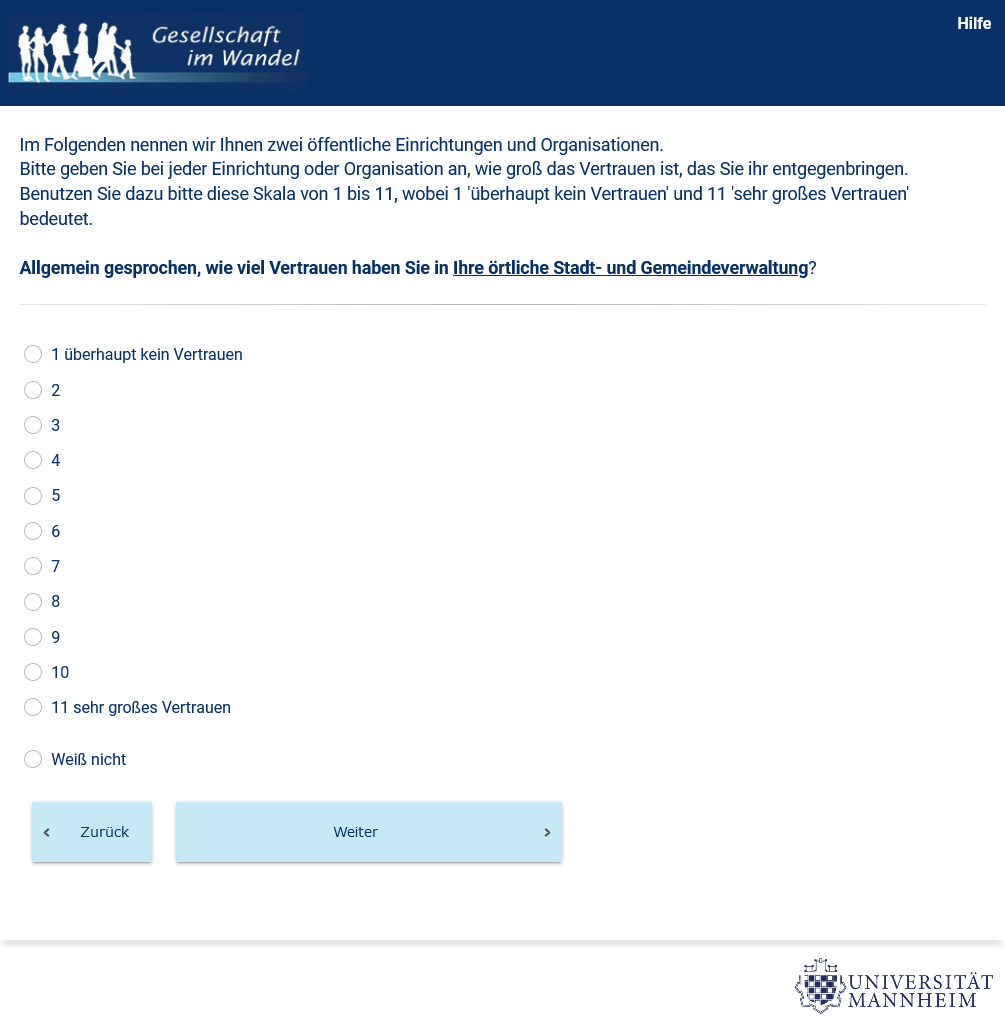 Gesellschaft
im Wandel
Hilfe
Im Folgenden nennen wir Ihnen zwei öffentliche Einrichtungen und Organisationen.
Bitte geben Sie bei jeder Einrichtung oder Organisation an, wie groß das Vertrauen ist, das Sie ihr entgegenbringen.
Benutzen Sie dazu bitte diese Skala von 1 bis 11, wobei 1 'überhaupt kein Vertrauen' und 11 'sehr großes Vertrauen'
bedeutet.
Allgemein gesprochen, wie viel Vertrauen haben Sie in Ihre örtliche Stadt- und Gemeindeverwaltung?
1 überhaupt kein Vertrauen
2
3
4
5
6
7
8
9
10
11 sehr großes Vertrauen
Weiß nicht
‹ Zurück
Weiter ›
UNIVERSITÄT
MANNHEIM